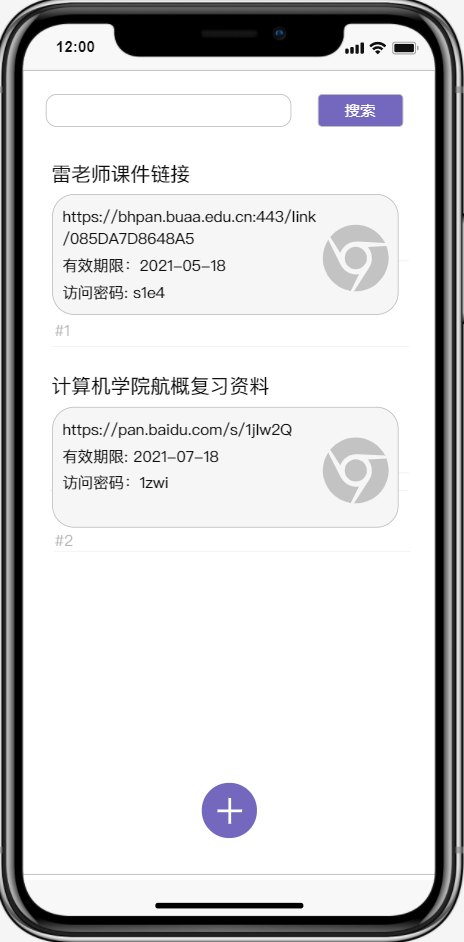 12:00
搜索
雷老师课件链接
https://bhpan.buaa.edu.cn:443/link
/085DA7D8648A5
有效期限：2021-05-18
访问密码: s1e4
#1
计算机学院航概复习资料
https://pan.baidu.com/s/1jIw2Q
有效期限: 2021-07-18
访问密码：1zwi
#2